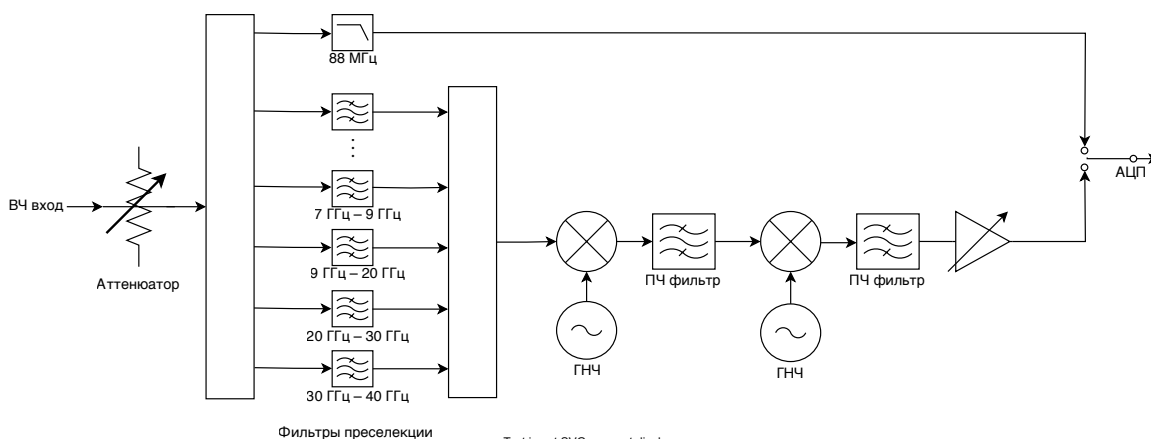 88 МГц
ВЧ вход
АЦП
7 ГГц – 9 ГГц
9 ГГц – 20 ГГц
Аттенюатор
ПЧ фильтр
ПЧ фильтр
20 ГГц – 30 ГГц
ГНЧ
ГНЧ
30 ГГц – 40 ГГц
Фильтры преселекции